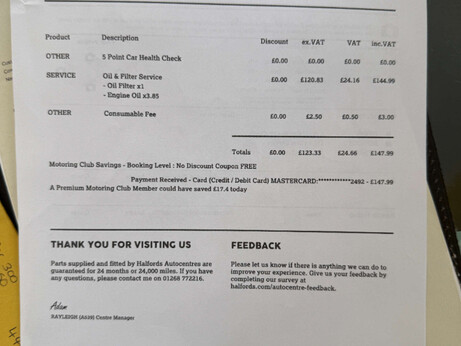 Product Description Discount ex.VAT VAT inc.VAT
OTHER 5 Point Car Health Check £0.00 £0.00 £0.00 £0.00
SERVICE Oil & Filter Service £0.00 £120.83 £24.16 £144.99
- Oil Filter x1
- Engine Oil x3.85
OTHER Consumable Fee £0.00 £2.50 £0.50 £3.00
Totals £0.00 £123.33 £24.66 £147.99
Motoring Club Savings - Booking Level : No Discount Coupon FREE
Payment Received - Card (Credit / Debit Card) MASTERCARD:************2492 - £147.99
A Premium Motoring Club Member could have saved £17.4 today
THANK YOU FOR VISITING US
Parts supplied and fitted by Halfords Autocentres are
guaranteed for 24 months or 24,000 miles. If you have
any questions, please contact me on 01268 772216.
Adam
RAYLEIGH (A839) Centre Manager
FEEDBACK
Please let us know if there is anything we can do to
improve your experience. Give us your feedback by
completing our survey at
halfords.com/autocentre-feedback.
300